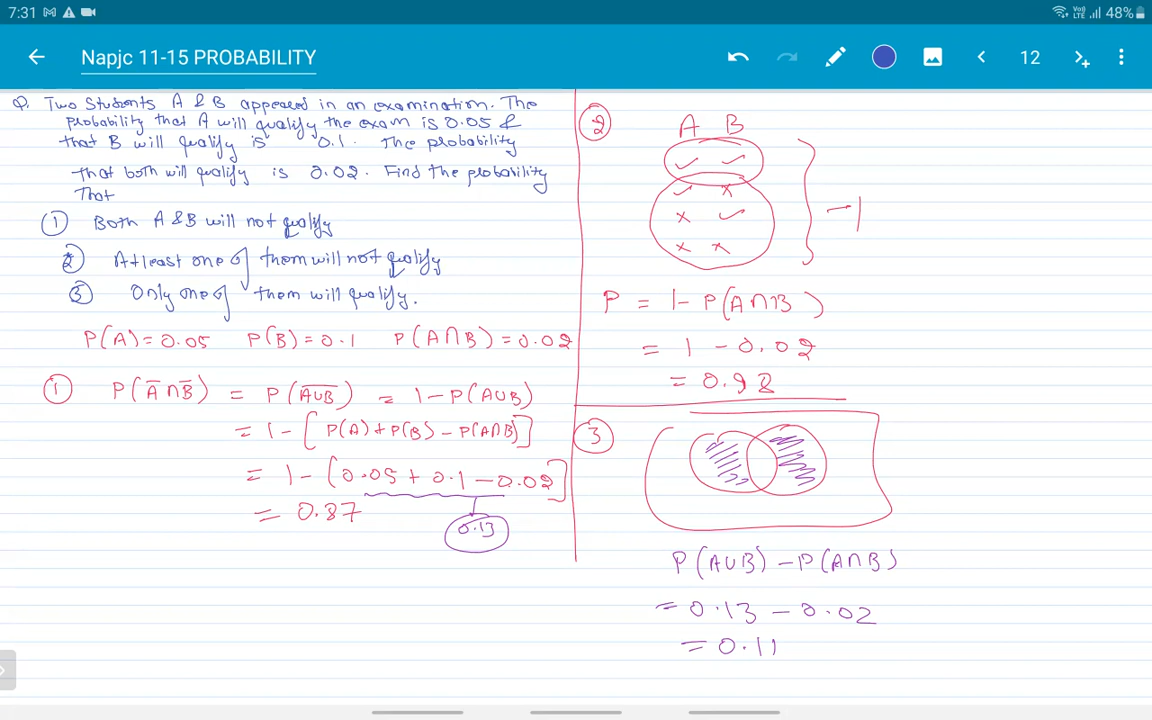 7:31
48%
Napjc 11-15 PROBABILITY
12
Q. Two Students A & B appeared in an examination. The
probability that A will qualify the exam is 0.05 &
that B will qualify is 0.1. The probability
that both will qualify is 0.02. Find the probability
That
① Both A & B will not qualify
② Atleast one of them will not qualify
③ Only one of them will qualify.
P(A)=0.05 P(B)=0.1 P(A∩B)=0.02
① P(A̅∩B̅) = P(A̅∪̅B̅) = 1-P(A∪B)
= 1-[P(A)+P(B)-P(A∩B)]
= 1-[0.05+0.1-0.02]
= 0.87
0.13
②
A B
✓ ✓
✓ ×
× ✓
× ×
-1
P = 1-P(A∩B)
= 1-0.02
= 0.98
③
P(A∪B)-P(A∩B)
= 0.13-0.02
= 0.11